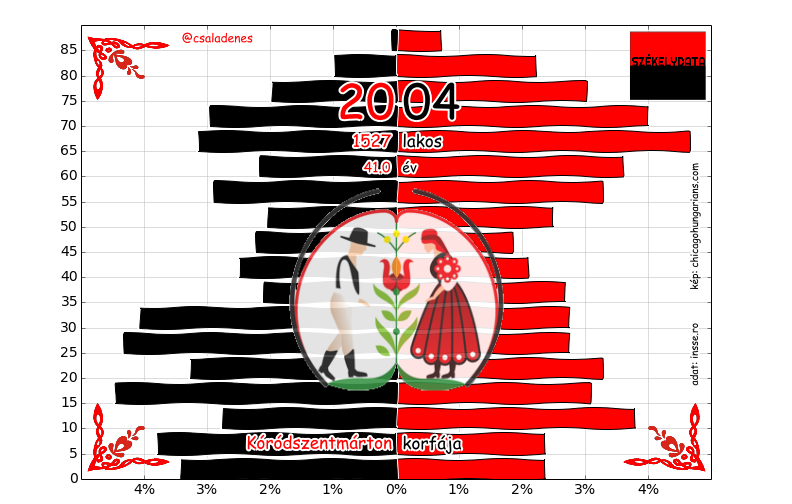 @csaladenes
SZÉKELYDATA
2004
1527 lakos
41,0 év
Kóródszentmárton korfája
kép: chicagohungarians.com
adat: insse.ro
85
80
75
70
65
60
55
50
45
40
35
30
25
20
15
10
5
0
4% 3% 2% 1% 0% 1% 2% 3% 4%